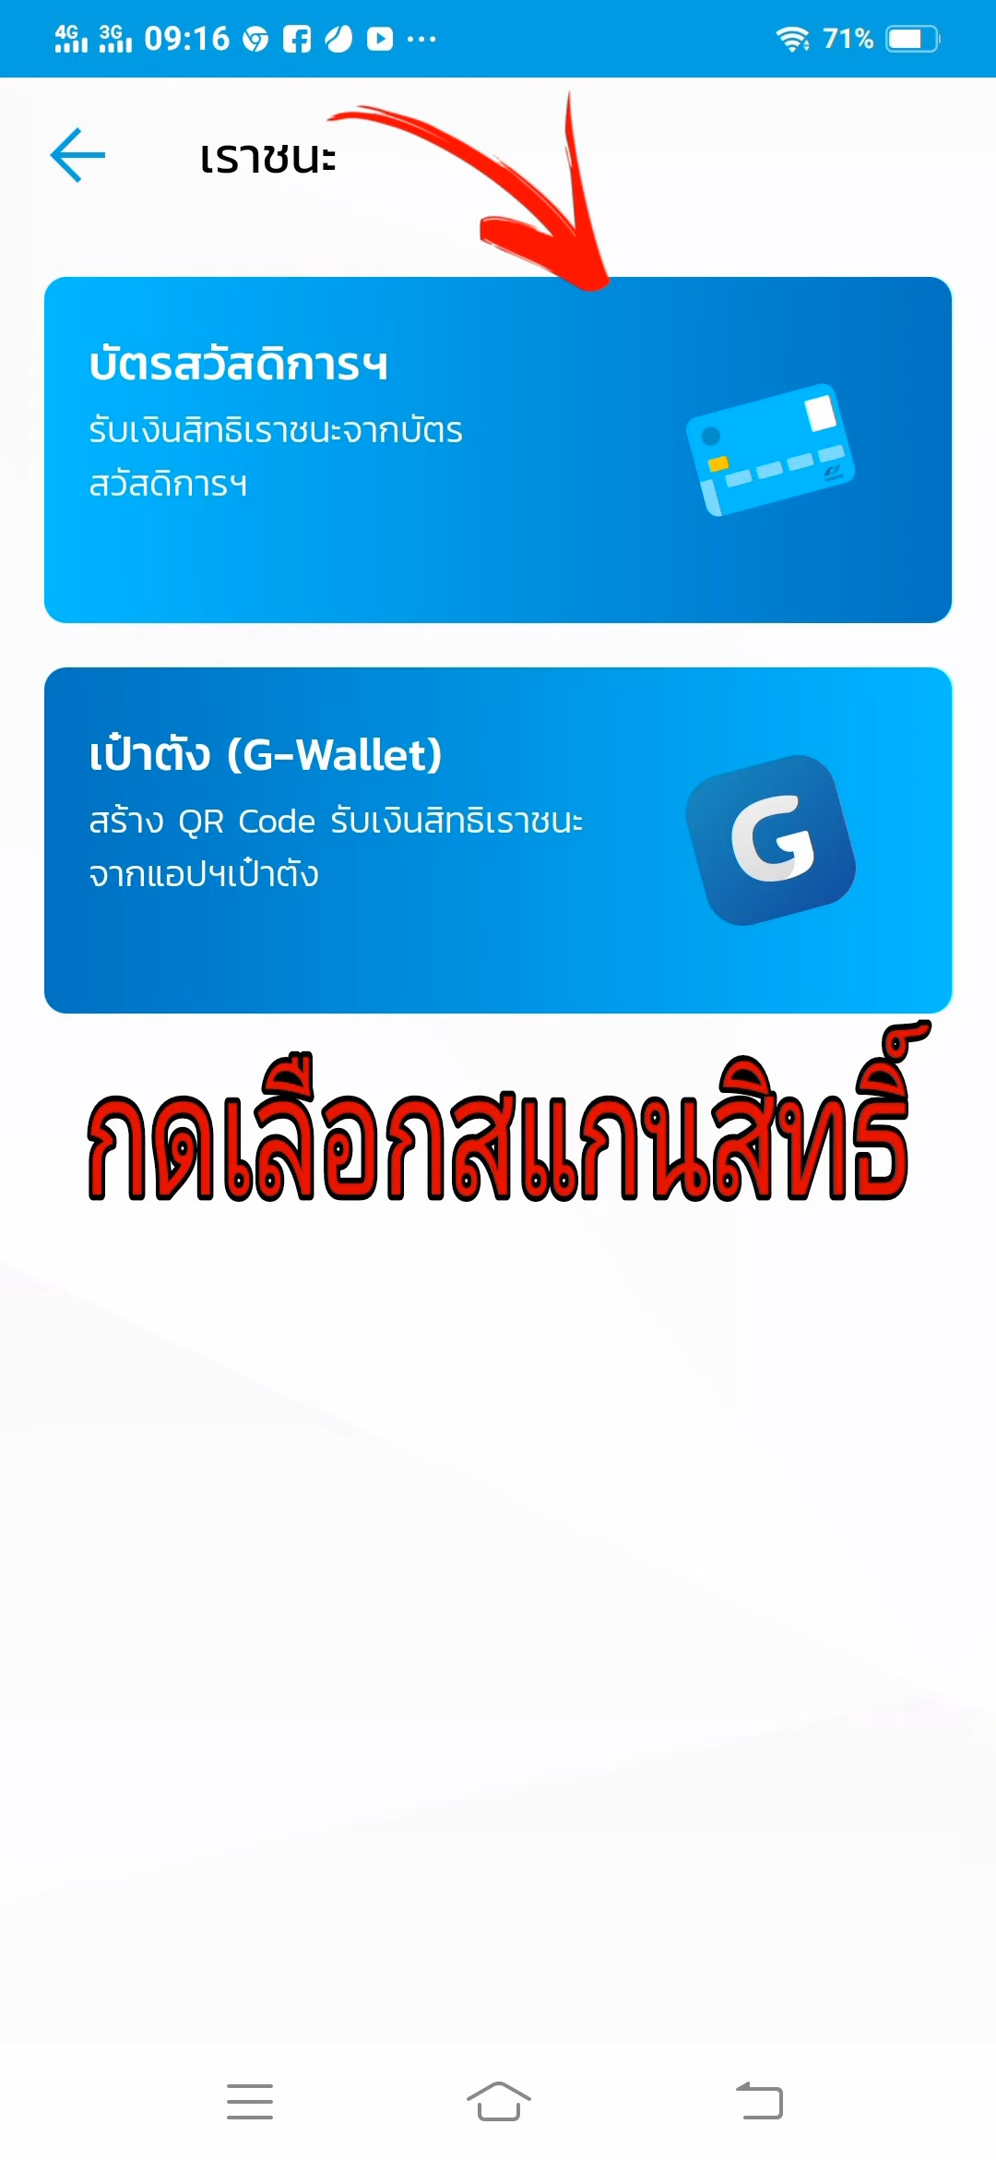 4G 3G 09:16 71%
เราชนะ
บัตรสวัสดิการฯ
รับเงินสิทธิเราชนะจากบัตร
สวัสดิการฯ
เป๋าตัง (G-Wallet)
สร้าง QR Code รับเงินสิทธิเราชนะ
จากแอปฯเป๋าตัง
G
กดเลือกสแกนสิทธิ์